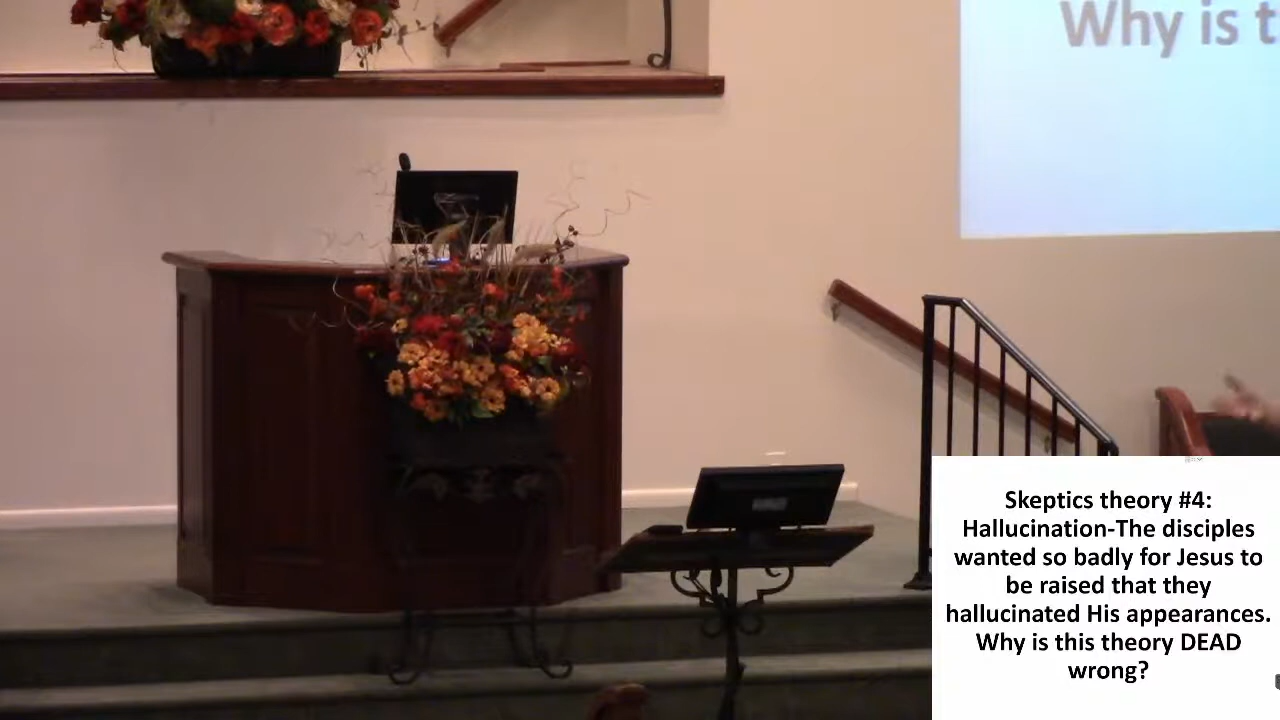 Why is t
Skeptics theory #4:
Hallucination-The disciples
wanted so badly for Jesus to
be raised that they
hallucinated His appearances.
Why is this theory DEAD
wrong?